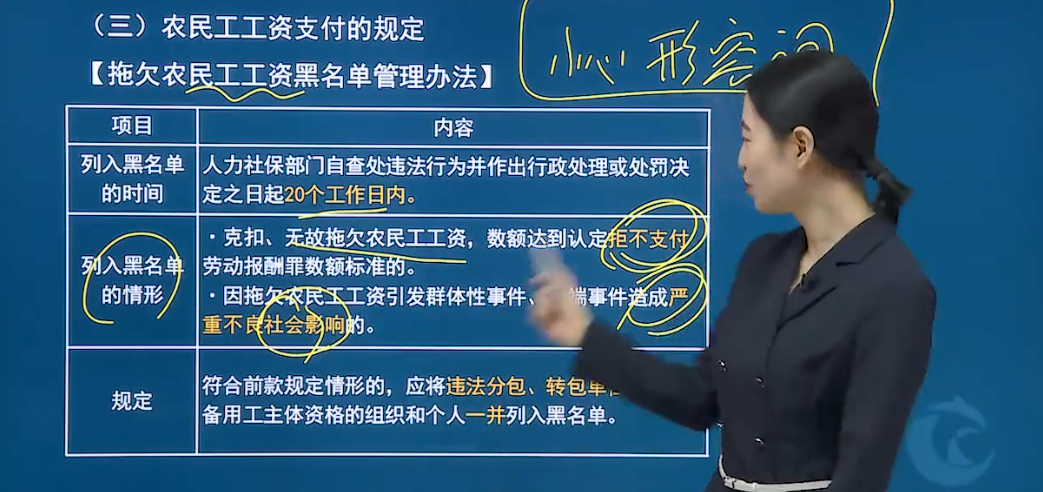 （三）农民工工资支付的规定
小心 形容词
【拖欠农民工工资黑名单管理办法】
项目
内容
列入黑名单
的时间
人力社保部门自查处违法行为并作出行政处理或处罚决
定之日起20个工作日内。
列入黑名单
的情形
·克扣、无故拖欠农民工工资，数额达到认定拒不支付
劳动报酬罪数额标准的。
·因拖欠农民工工资引发群体性事件、端事件造成严
重不良社会影响的。
规定
符合前款规定情形的，应将违法分包、转包单
备用工主体资格的组织和个人一并列入黑名单。